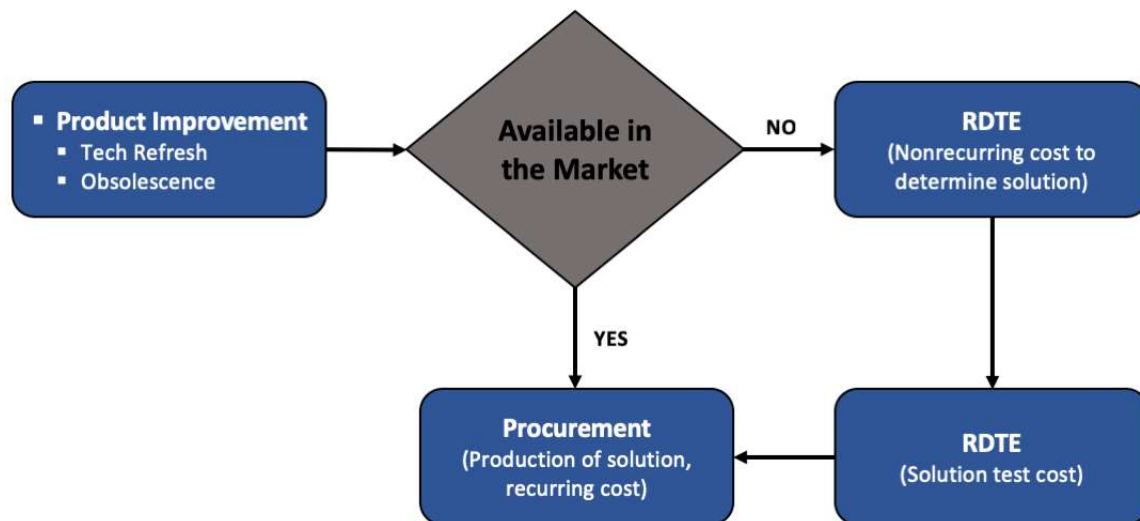 ▪ Product Improvement
▪ Tech Refresh
▪ Obsolescence
Available in
the Market
NO
RDTE
(Nonrecurring cost to
determine solution)
YES
Procurement
(Production of solution,
recurring cost)
RDTE
(Solution test cost)